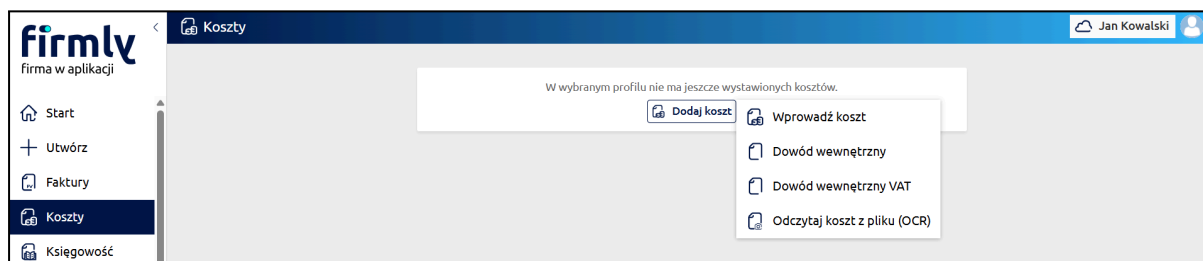 firmly
firma w aplikacji
Start
Utwórz
Faktury
Koszty
Księgowość
Koszty
Jan Kowalski
W wybranym profilu nie ma jeszcze wystawionych kosztów.
Dodaj koszt
Wprowadź koszt
Dowód wewnętrzny
Dowód wewnętrzny VAT
Odczytaj koszt z pliku (OCR)